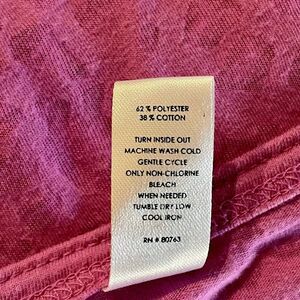 62 % POLYESTER
38 % COTTON
TURN INSIDE OUT
MACHINE WASH COLD
GENTLE CYCLE
ONLY NON-CHLORINE
BLEACH
WHEN NEEDED
TUMBLE DRY LOW
COOL IRON
RN # 80763